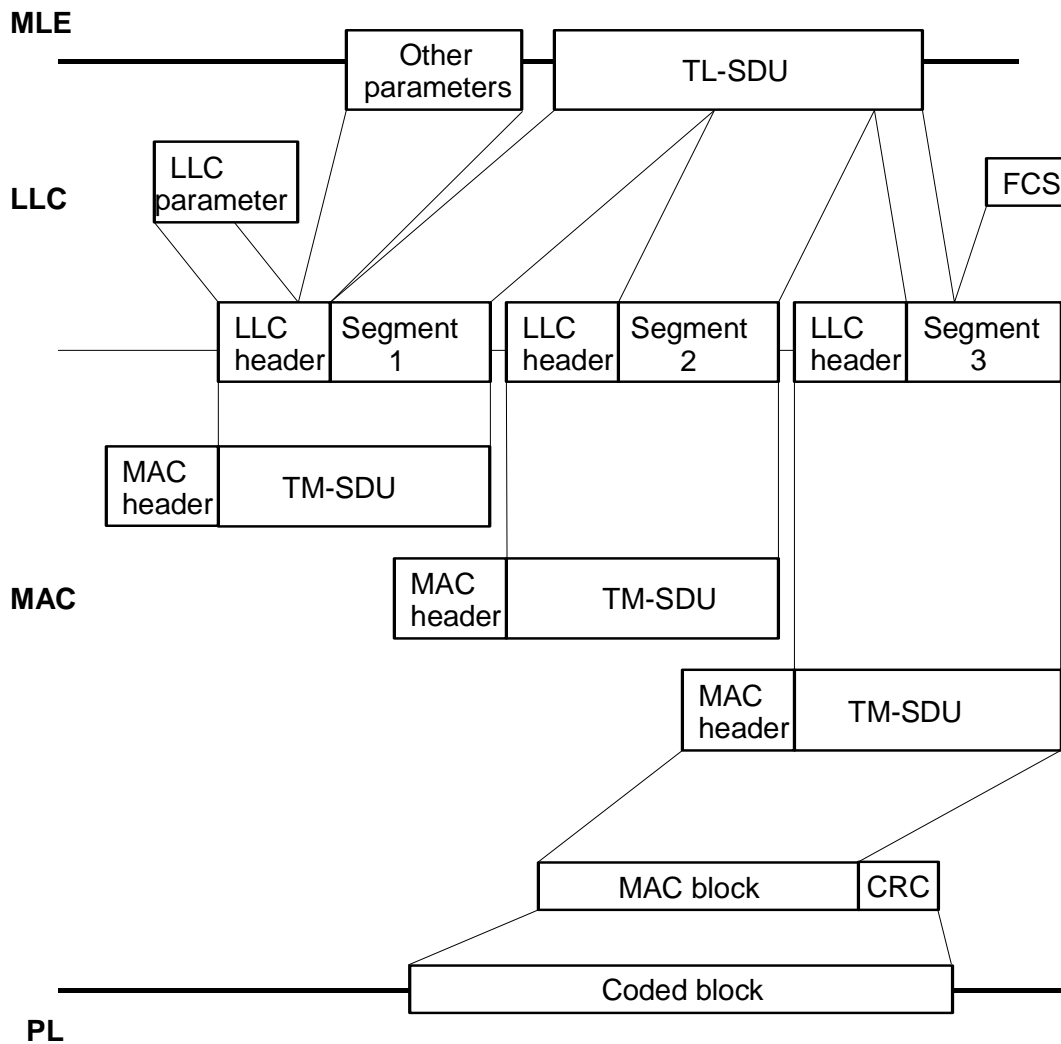 MLE
Other
parameters
TL-SDU
LLC
LLC
parameter
FCS
LLC
header
Segment
1
LLC
header
Segment
2
LLC
header
Segment
3
MAC
header
TM-SDU
MAC
MAC
header
TM-SDU
MAC
header
TM-SDU
MAC block
CRC
Coded block
PL